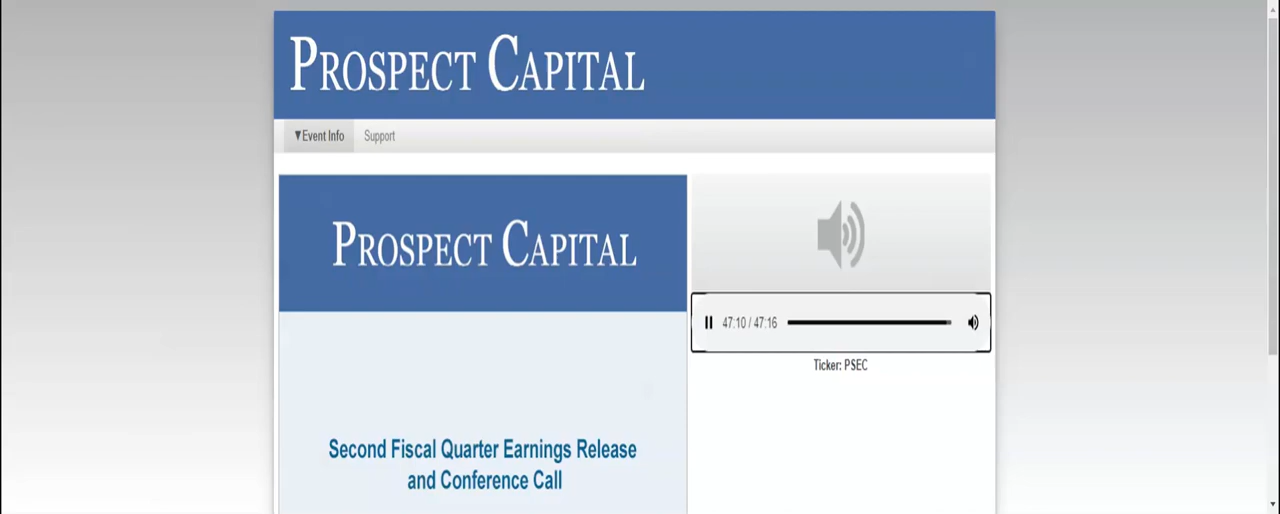 PROSPECT CAPITAL
▼Event Info Support
PROSPECT CAPITAL
47:10 / 47:16
Ticker: PSEC
Second Fiscal Quarter Earnings Release
and Conference Call